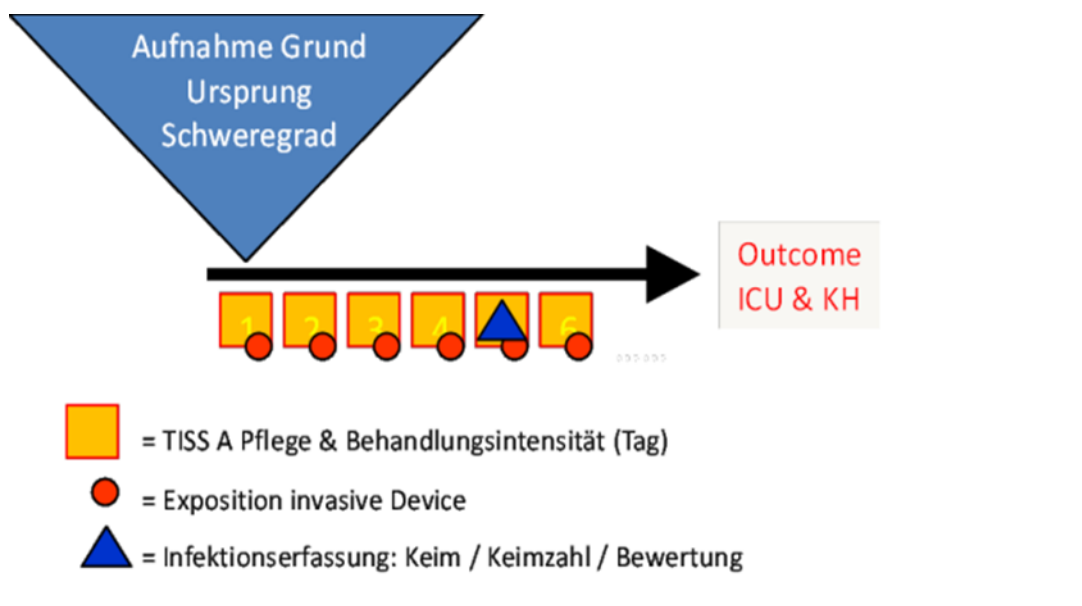 Aufnahme Grund
Ursprung
Schweregrad
Outcome
ICU & KH
1 2 3 4 6
= TISS A Pflege & Behandlungsintensität (Tag)
= Exposition invasive Device
= Infektionserfassung: Keim / Keimzahl / Bewertung